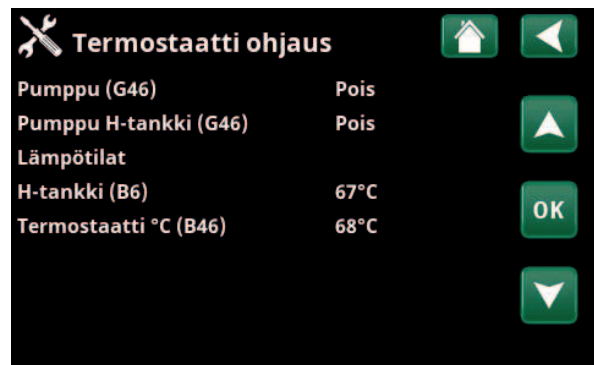 Termostaatti ohjaus
Pumppu (G46) Pois
Pumppu H-tankki (G46) Pois
Lämpötilat
H-tankki (B6) 67°C
Termostaatti °C (B46) 68°C
OK